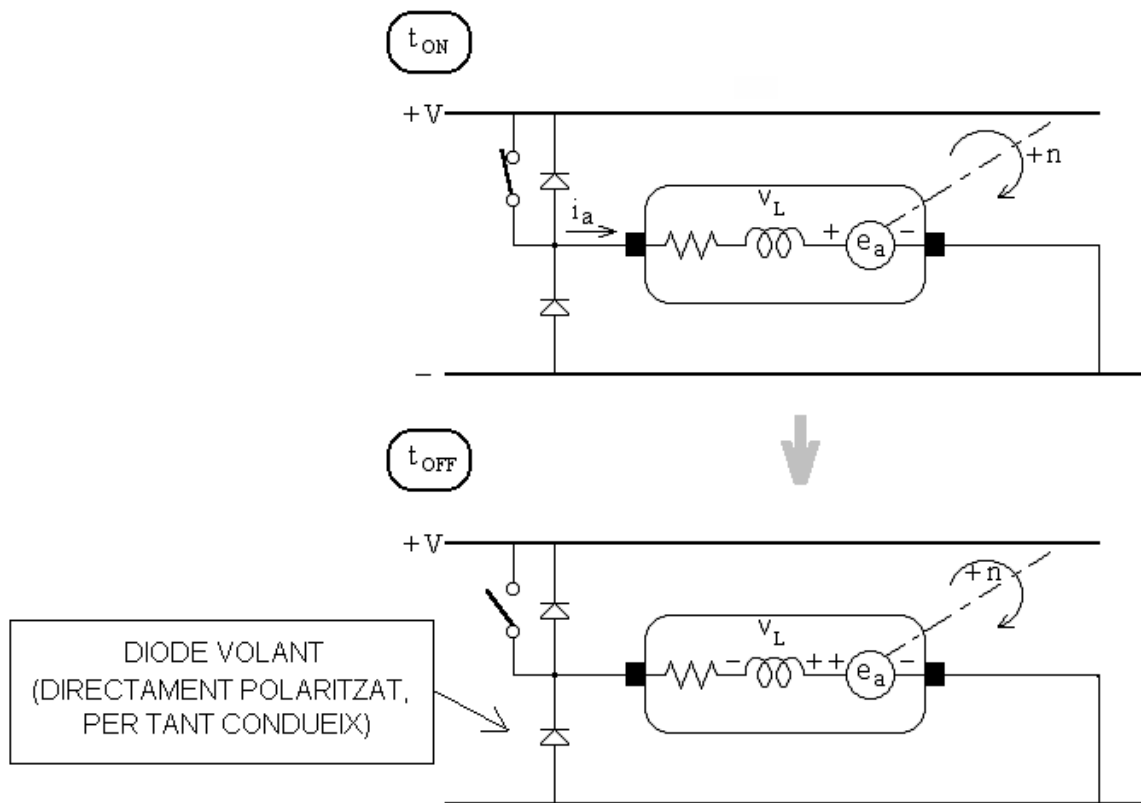 tON
+V
+n
vL
ia
+ ea -
-
tOFF
+V
+n
vL
- ++ ea -
DIODE VOLANT
(DIRECTAMENT POLARITZAT,
PER TANT CONDUEIX)